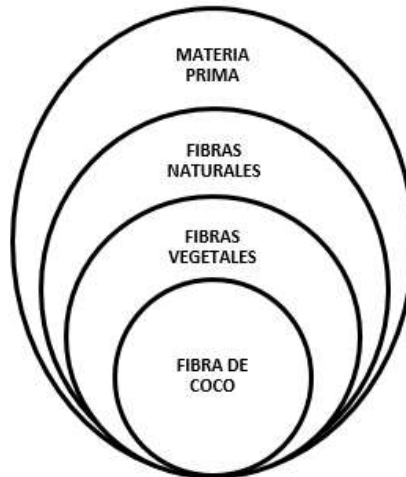 MATERIA
PRIMA
FIBRAS
NATURALES
FIBRAS
VEGETALES
FIBRA DE
COCO